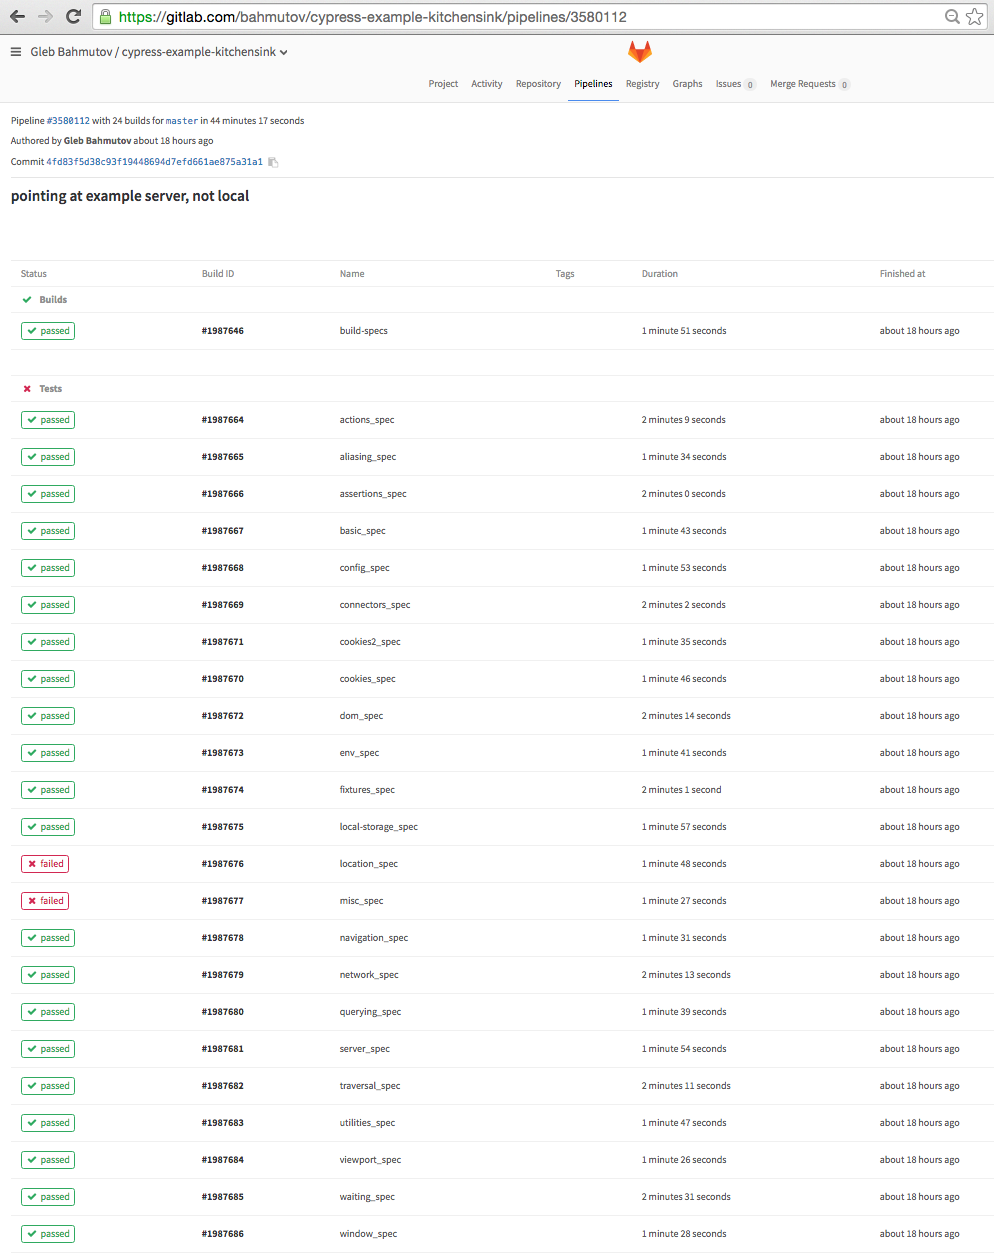 https://gitlab.com/bahmutov/cypress-example-kitchensink/pipelines/3580112
Gleb Bahmutov / cypress-example-kitchensink
Project Activity Repository Pipelines Registry Graphs Issues 0 Merge Requests 0
Pipeline #3580112 with 24 builds for master in 44 minutes 17 seconds
Authored by Gleb Bahmutov about 18 hours ago
Commit 4fd83f5d38c93f19448694d7efd661ae875a31a1
pointing at example server, not local
Status Build ID Name Tags Duration Finished at
Builds
passed #1987646 build-specs 1 minute 51 seconds about 18 hours ago
Tests
passed #1987664 actions_spec 2 minutes 9 seconds about 18 hours ago
passed #1987665 aliasing_spec 1 minute 34 seconds about 18 hours ago
passed #1987666 assertions_spec 2 minutes 0 seconds about 18 hours ago
passed #1987667 basic_spec 1 minute 43 seconds about 18 hours ago
passed #1987668 config_spec 1 minute 53 seconds about 18 hours ago
passed #1987669 connectors_spec 2 minutes 2 seconds about 18 hours ago
passed #1987671 cookies2_spec 1 minute 35 seconds about 18 hours ago
passed #1987670 cookies_spec 1 minute 46 seconds about 18 hours ago
passed #1987672 dom_spec 2 minutes 14 seconds about 18 hours ago
passed #1987673 env_spec 1 minute 41 seconds about 18 hours ago
passed #1987674 fixtures_spec 2 minutes 1 second about 18 hours ago
passed #1987675 local-storage_spec 1 minute 57 seconds about 18 hours ago
failed #1987676 location_spec 1 minute 48 seconds about 18 hours ago
failed #1987677 misc_spec 1 minute 27 seconds about 18 hours ago
passed #1987678 navigation_spec 1 minute 31 seconds about 18 hours ago
passed #1987679 network_spec 2 minutes 13 seconds about 18 hours ago
passed #1987680 querying_spec 1 minute 39 seconds about 18 hours ago
passed #1987681 server_spec 1 minute 54 seconds about 18 hours ago
passed #1987682 traversal_spec 2 minutes 11 seconds about 18 hours ago
passed #1987683 utilities_spec 1 minute 47 seconds about 18 hours ago
passed #1987684 viewport_spec 1 minute 26 seconds about 18 hours ago
passed #1987685 waiting_spec 2 minutes 31 seconds about 18 hours ago
passed #1987686 window_spec 1 minute 28 seconds about 18 hours ago